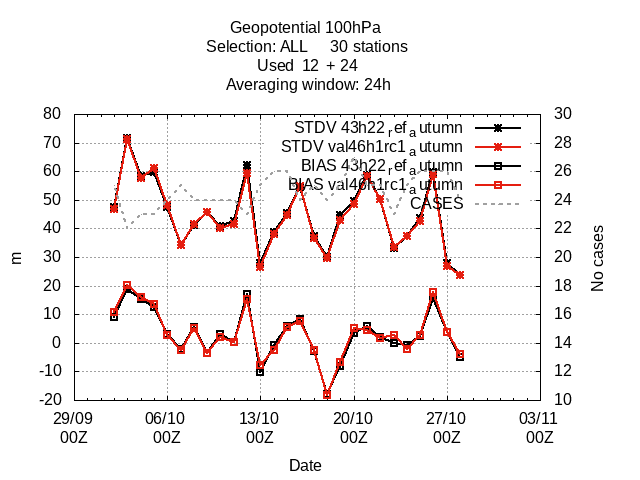 Geopotential 100hPa
Selection: ALL 30 stations
Used 12 + 24
Averaging window: 24h
STDV 43h22_ref_autumn
STDV val46h1rc1_autumn
BIAS 43h22_ref_autumn
BIAS val46h1rc1_autumn
CASES
80
70
60
50
40
30
20
10
0
-10
-20
m
30
28
26
24
22
20
18
16
14
12
10
No cases
29/09 06/10 13/10 20/10 27/10 03/11
00Z 00Z 00Z 00Z 00Z 00Z
Date